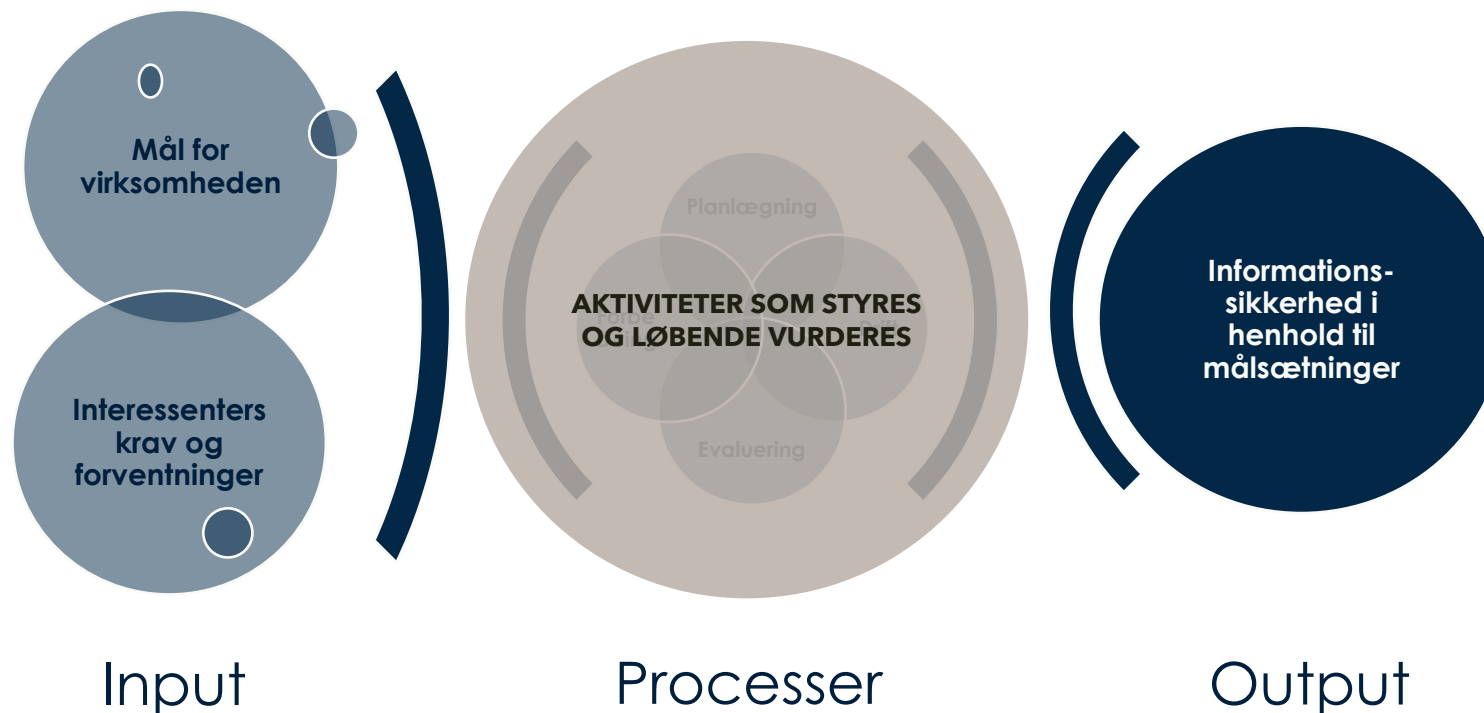 Mål for
virksomheden
Interessenters
krav og
forventninger
Planlægning
AKTIVITETER SOM STYRES
OG LØBENDE VURDERES
Evaluering
Informations-
sikkerhed i
henhold til
målsætninger
Input
Processer
Output